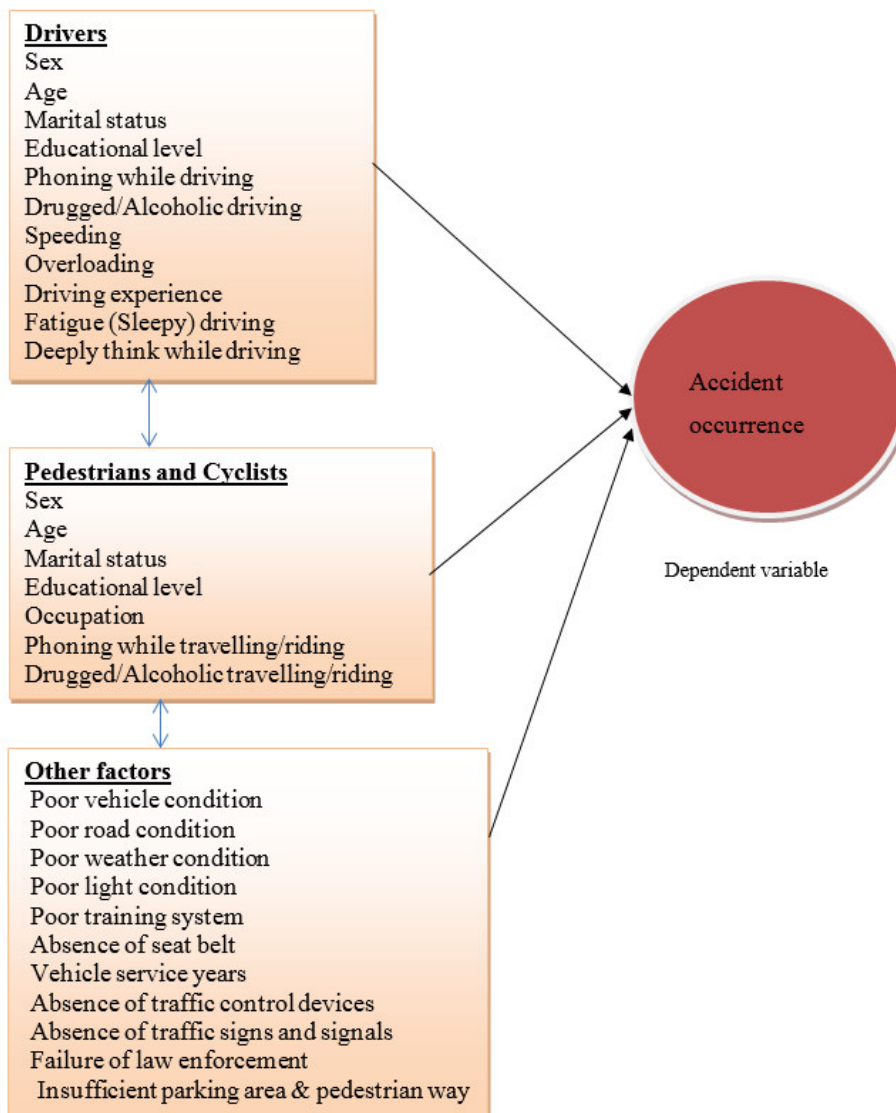 Drivers
Sex
Age
Marital status
Educational level
Phoning while driving
Drugged/Alcoholic driving
Speeding
Overloading
Driving experience
Fatigue (Sleepy) driving
Deeply think while driving
Pedestrians and Cyclists
Sex
Age
Marital status
Educational level
Occupation
Phoning while travelling/riding
Drugged/Alcoholic travelling/riding
Other factors
Poor vehicle condition
Poor road condition
Poor weather condition
Poor light condition
Poor training system
Absence of seat belt
Vehicle service years
Absence of traffic control devices
Absence of traffic signs and signals
Failure of law enforcement
Insufficient parking area & pedestrian way
Accident
occurrence
Dependent variable